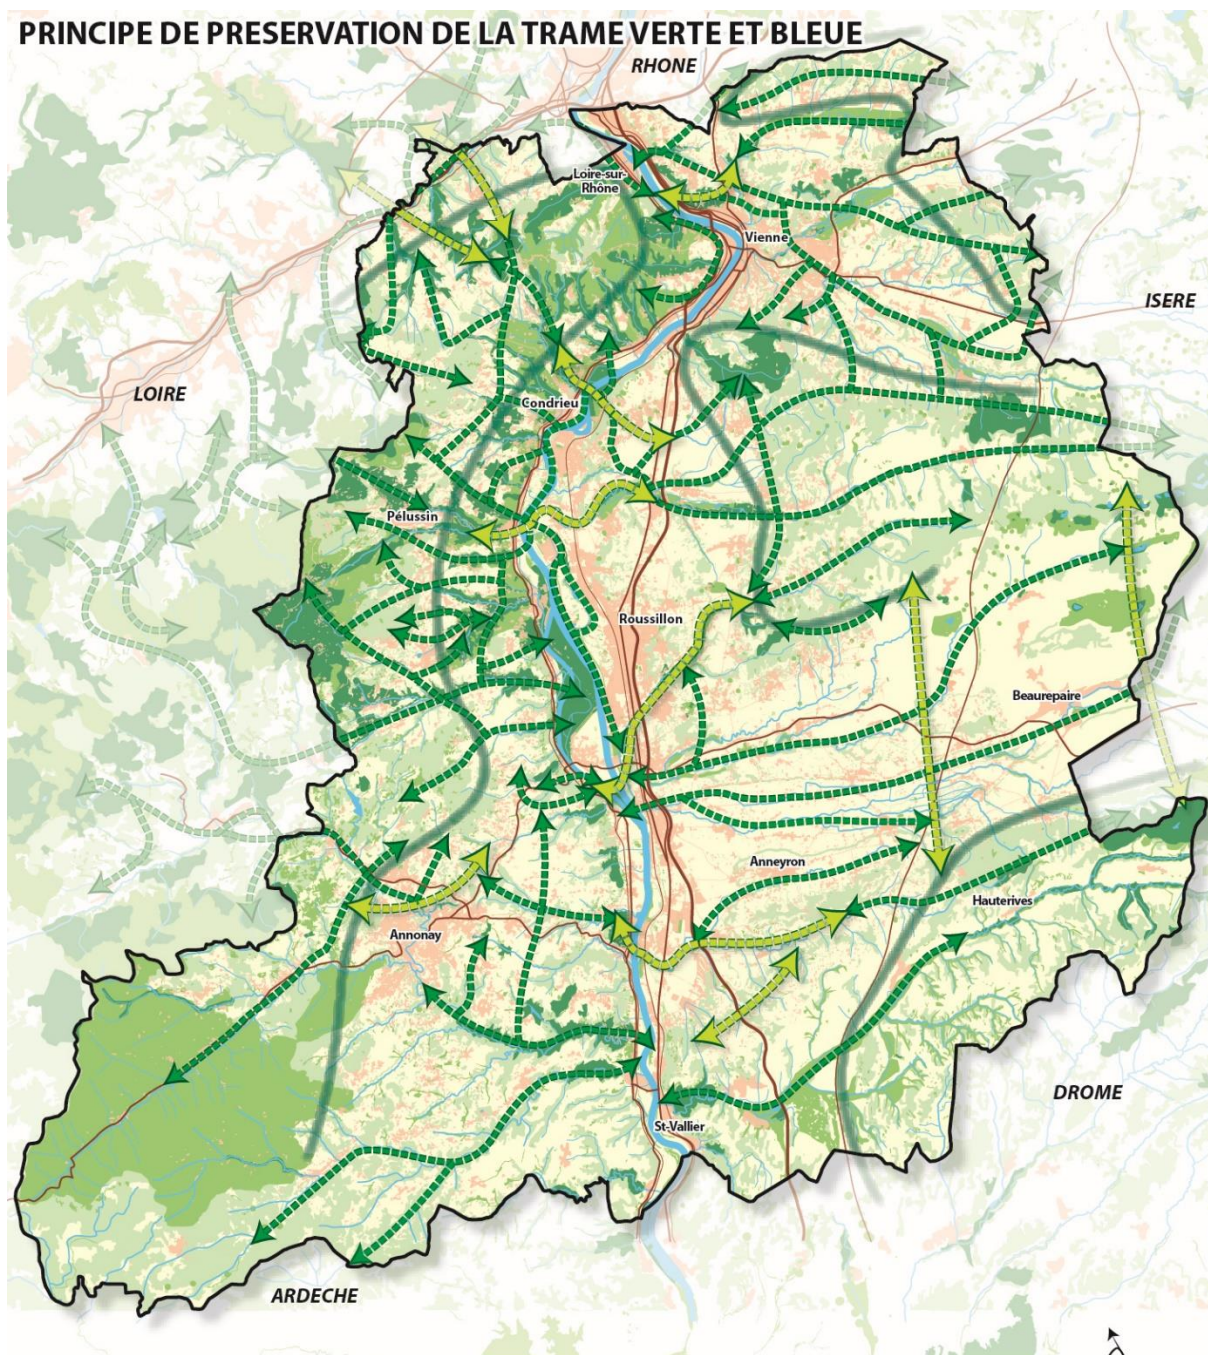 PRINCIPE DE PRESERVATION DE LA TRAME VERTE ET BLEUE
RHONE
Loire-sur-
Rhône
Vienne
ISERE
LOIRE
Condrieu
Pélussin
Roussillon
Beaurepaire
Anneyron
Hauterives
Annonay
DROME
St-Vallier
ARDECHE